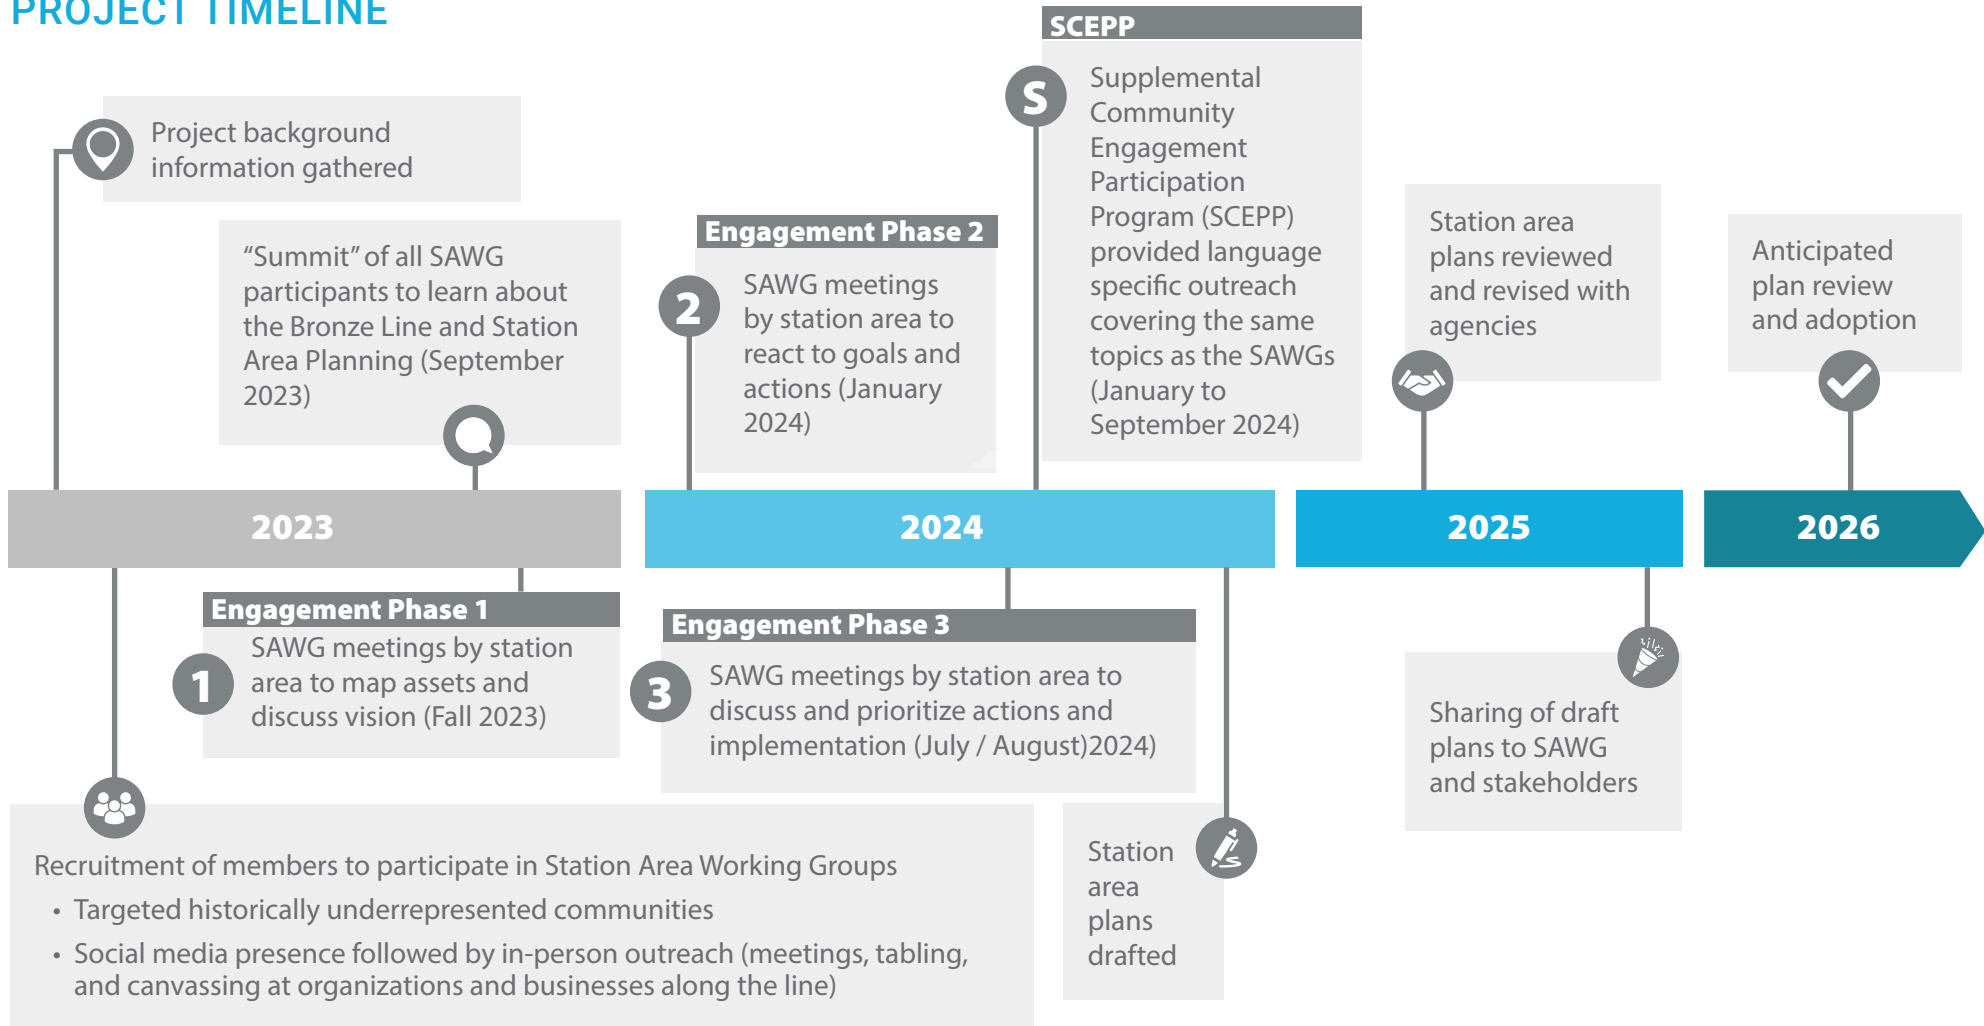 PROJECT TIMELINE
Project background
information gathered
“Summit” of all SAWG
participants to learn about
the Bronze Line and Station
Area Planning (September
2023)
Engagement Phase 2
2
SAWG meetings
by station area to
react to goals and
actions (January
2024)
SCEPP
S
Supplemental
Community
Engagement
Participation
Program (SCEPP)
provided language
specific outreach
covering the same
topics as the SAWGs
(January to
September 2024)
Station area
plans reviewed
and revised with
agencies
Anticipated
plan review
and adoption
2023
2024
2025
2026
Engagement Phase 1
1
SAWG meetings by station
area to map assets and
discuss vision (Fall 2023)
Engagement Phase 3
3
SAWG meetings by station area to
discuss and prioritize actions and
implementation (July / August)2024)
Recruitment of members to participate in Station Area Working Groups
• Targeted historically underrepresented communities
• Social media presence followed by in-person outreach (meetings, tabling,
and canvassing at organizations and businesses along the line)
Station
area
plans
drafted
Sharing of draft
plans to SAWG
and stakeholders